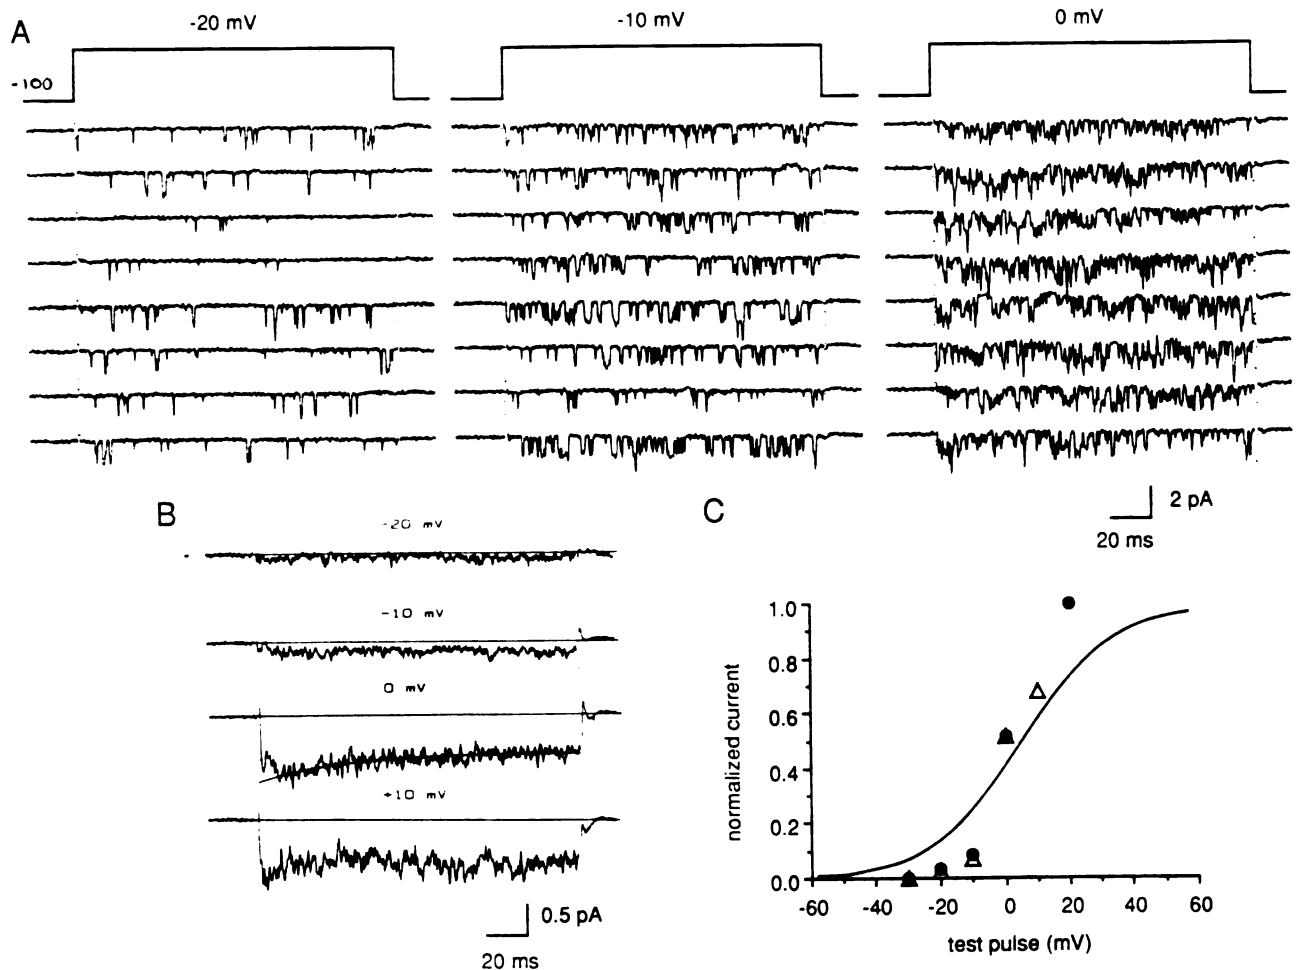 A
-20 mV
-10 mV
0 mV
-100
2 pA
20 ms
B
-20 mV
-10 mV
0 mV
+10 mV
0.5 pA
20 ms
C
normalized current
1.0
0.8
0.6
0.4
0.2
0.0
-60 -40 -20 0 20 40 60
test pulse (mV)